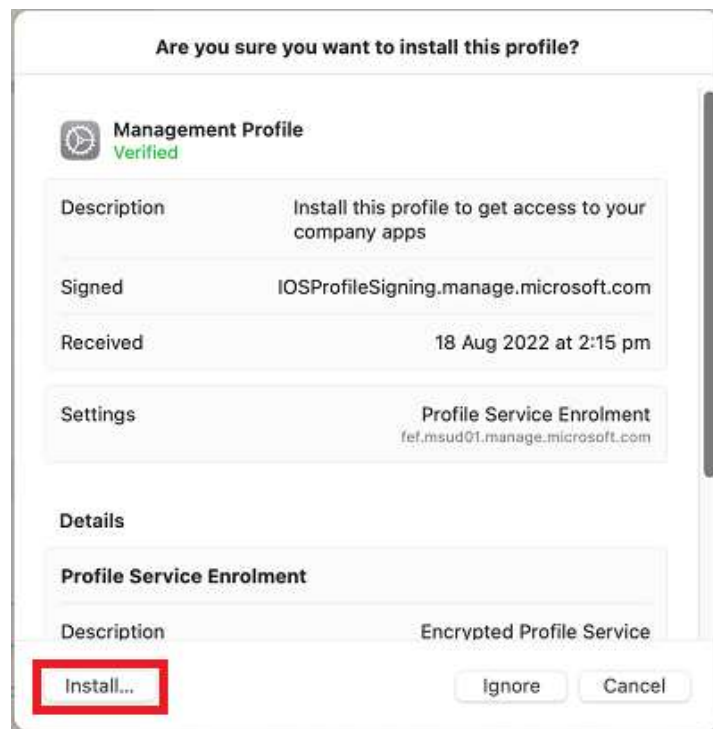 Are you sure you want to install this profile?
Management Profile
Verified
Description Install this profile to get access to your
company apps
Signed IOSProfileSigning.manage.microsoft.com
Received 18 Aug 2022 at 2:15 pm
Settings Profile Service Enrolment
fef.msud01.manage.microsoft.com
Details
Profile Service Enrolment
Description Encrypted Profile Service
Install... Ignore Cancel